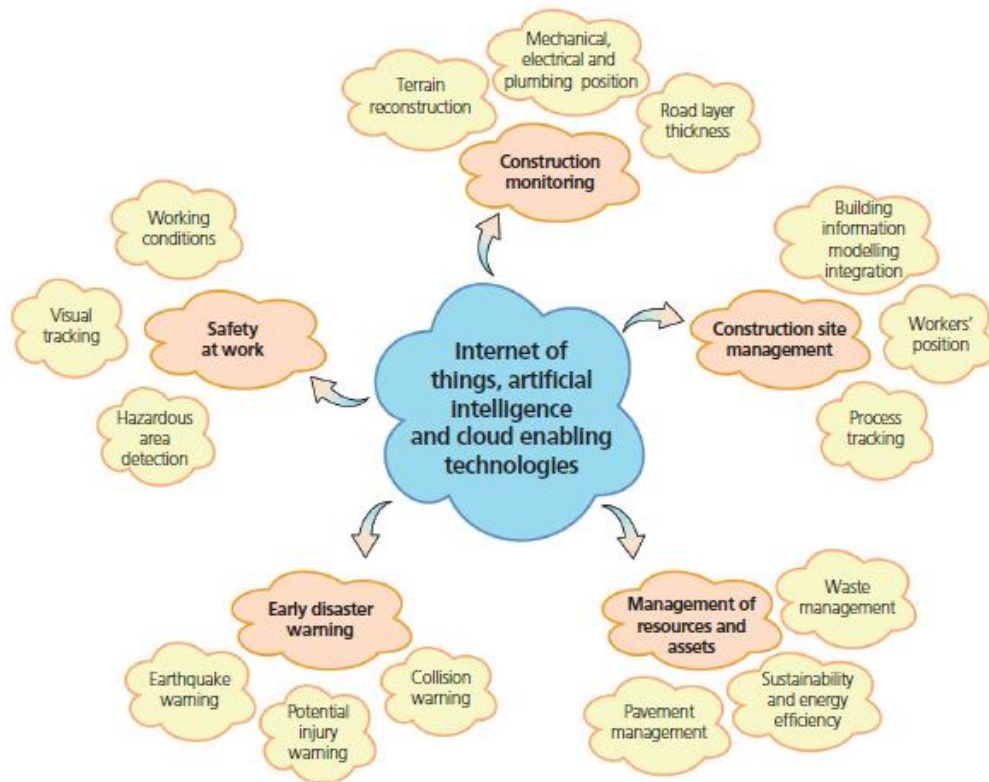 Mechanical,
electrical and
plumbing position
Terrain
reconstruction
Road layer
thickness
Construction
monitoring
Building
information
modelling
integration
Construction site
management
Workers'
position
Process
tracking
Working
conditions
Visual
tracking
Safety
at work
Hazardous
area
detection
Internet of
things, artificial
intelligence
and cloud enabling
technologies
Early disaster
warning
Earthquake
warning
Potential
injury
warning
Collision
warning
Management of
resources and
assets
Waste
management
Sustainability
and energy
efficiency
Pavement
management